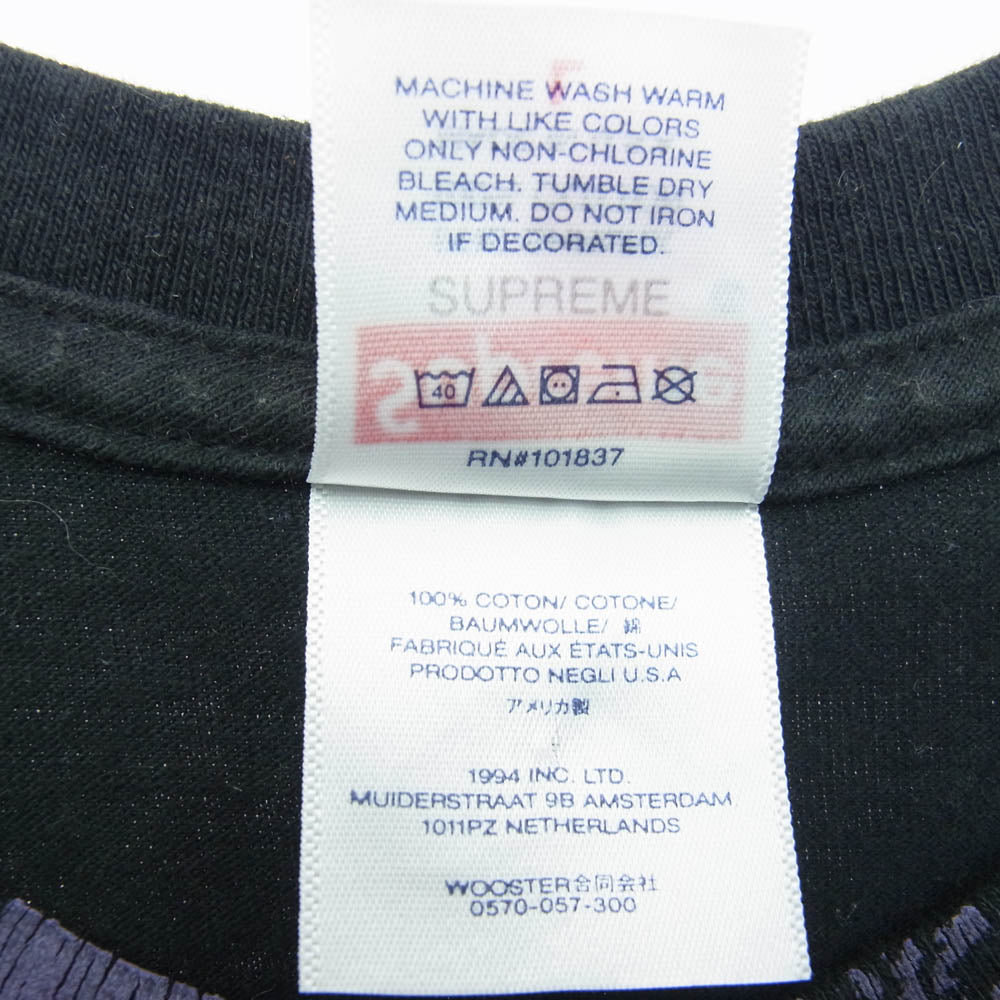 MACHINE WASH WARM
WITH LIKE COLORS
ONLY NON-CHLORINE
BLEACH. TUMBLE DRY
MEDIUM. DO NOT IRON
IF DECORATED.
SUPREME
40
RN#101837
100% COTON/ COTONE/
BAUMWOLLE/ 綿
FABRIQUÉ AUX ÉTATS-UNIS
PRODOTTO NEGLI U.S.A
アメリカ製
1994 INC. LTD.
MUIDERSTRAAT 9B AMSTERDAM
1011PZ NETHERLANDS
WOOSTER合同会社
0570-057-300